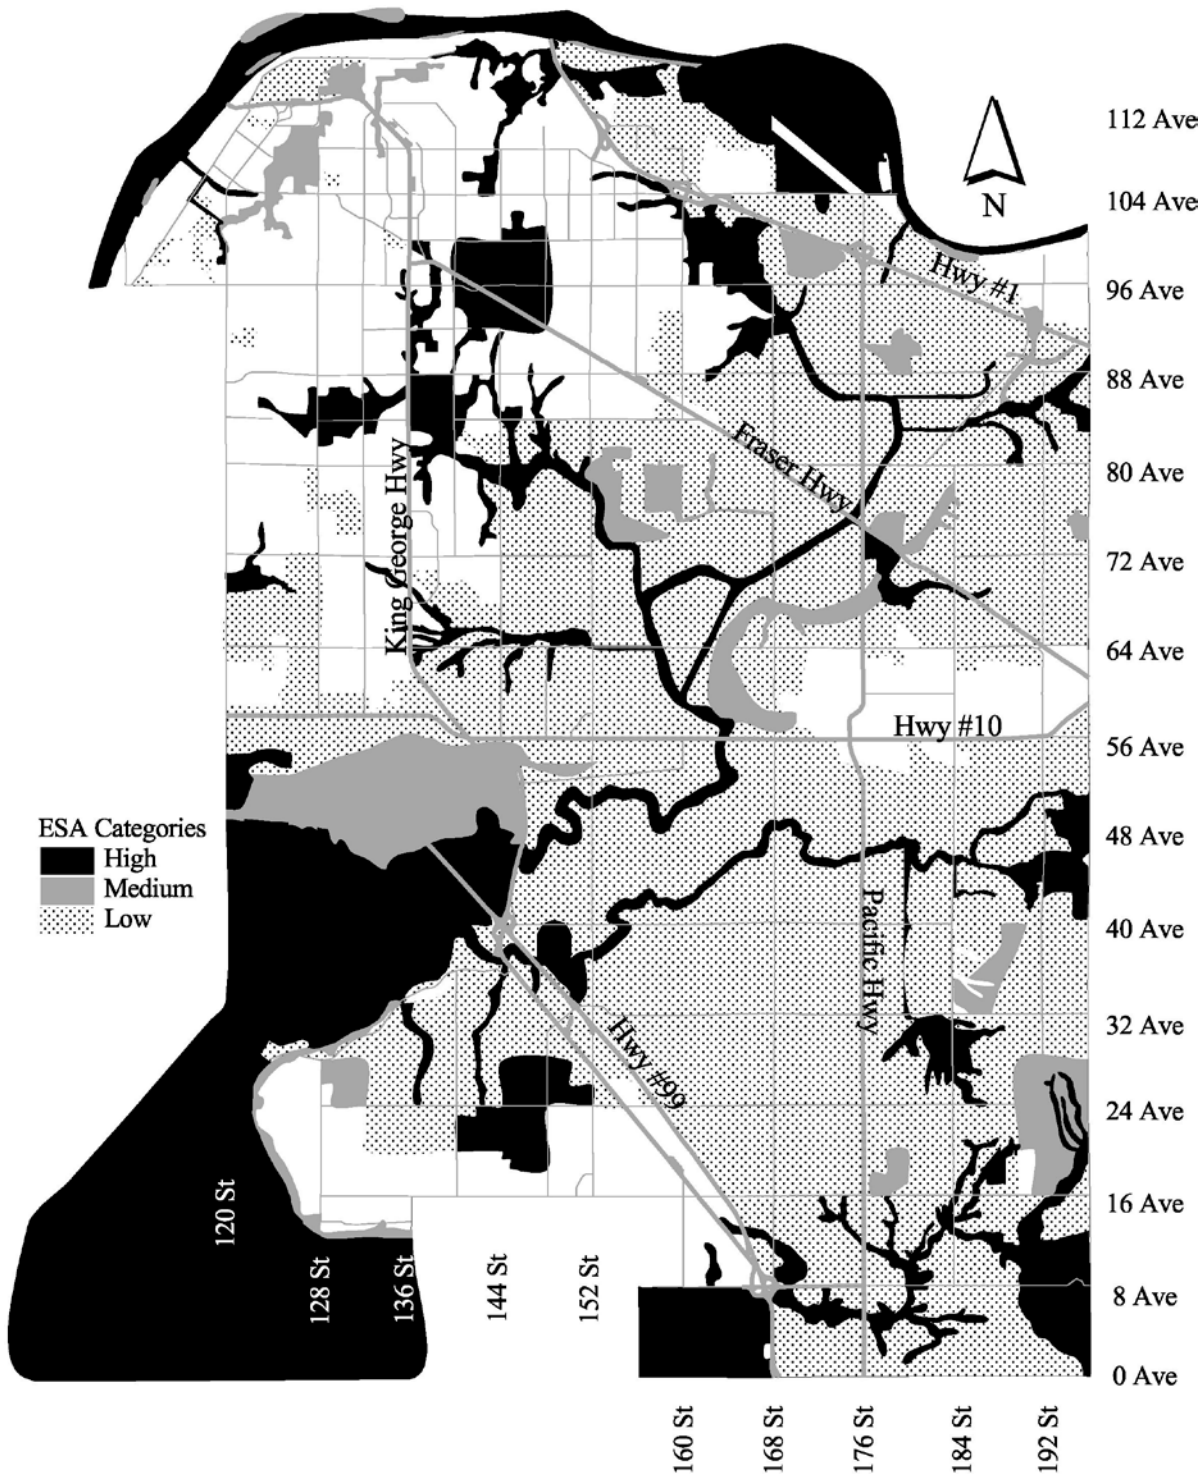 112 Ave
104 Ave
N
Hwy #1
96 Ave
88 Ave
King George Hwy
Fraser Hwy
80 Ave
72 Ave
64 Ave
Hwy #10
56 Ave
ESA Categories
High
Medium
Low
48 Ave
Pacific Hwy
40 Ave
Hwy #99
32 Ave
24 Ave
16 Ave
8 Ave
0 Ave
120 St
128 St
136 St
144 St
152 St
160 St
168 St
176 St
184 St
192 St